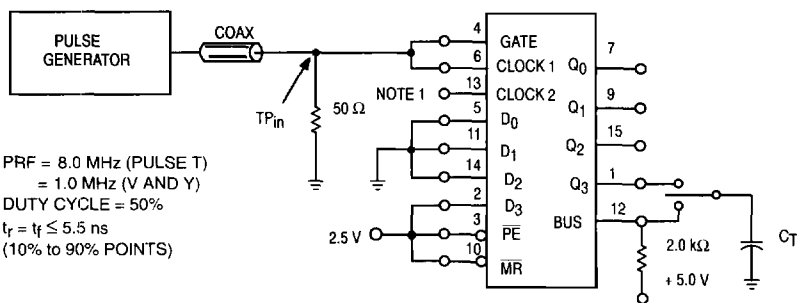 PULSE
GENERATOR
COAX
TPin
50 Ω
NOTE 1
2.5 V
4
6
13
5
11
14
2
3
10
GATE
CLOCK 1
CLOCK 2
D0
D1
D2
D3
PE
MR
Q0
Q1
Q2
Q3
BUS
7
9
15
1
12
2.0 kΩ
+ 5.0 V
CT
PRF = 8.0 MHz (PULSE T)
= 1.0 MHz (V AND Y)
DUTY CYCLE = 50%
tr = tf ≤ 5.5 ns
(10% to 90% POINTS)